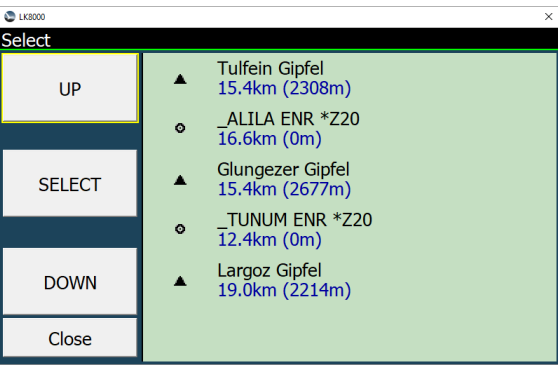 LK8000
Select
UP
SELECT
DOWN
Close
Tulfein Gipfel
15.4km (2308m)
_ALILA ENR *Z20
16.6km (0m)
Glungezer Gipfel
15.4km (2677m)
_TUNUM ENR *Z20
12.4km (0m)
Largoz Gipfel
19.0km (2214m)